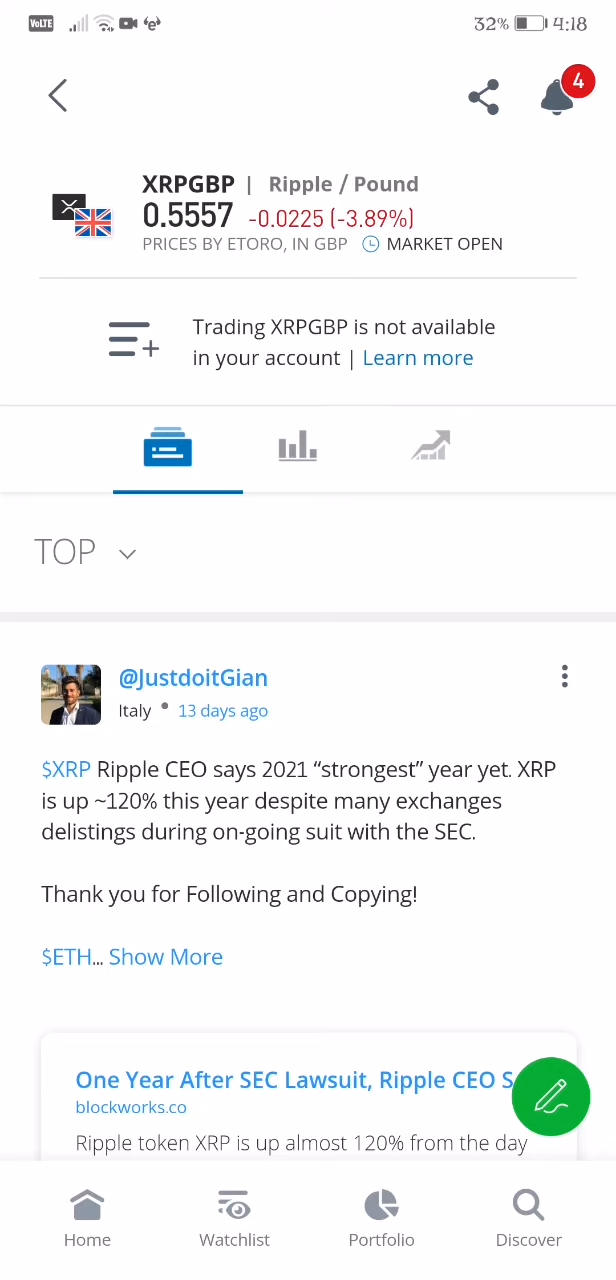 VoLTE 32% 4:18
4
XRPGBP | Ripple / Pound
0.5557 -0.0225 (-3.89%)
PRICES BY ETORO, IN GBP MARKET OPEN
Trading XRPGBP is not available
in your account | Learn more
TOP
@JustdoitGian
Italy • 13 days ago
$XRP Ripple CEO says 2021 “strongest” year yet. XRP
is up ~120% this year despite many exchanges
delistings during on-going suit with the SEC.
Thank you for Following and Copying!
$ETH... Show More
One Year After SEC Lawsuit, Ripple CEO S
blockworks.co
Ripple token XRP is up almost 120% from the day
Home Watchlist Portfolio Discover